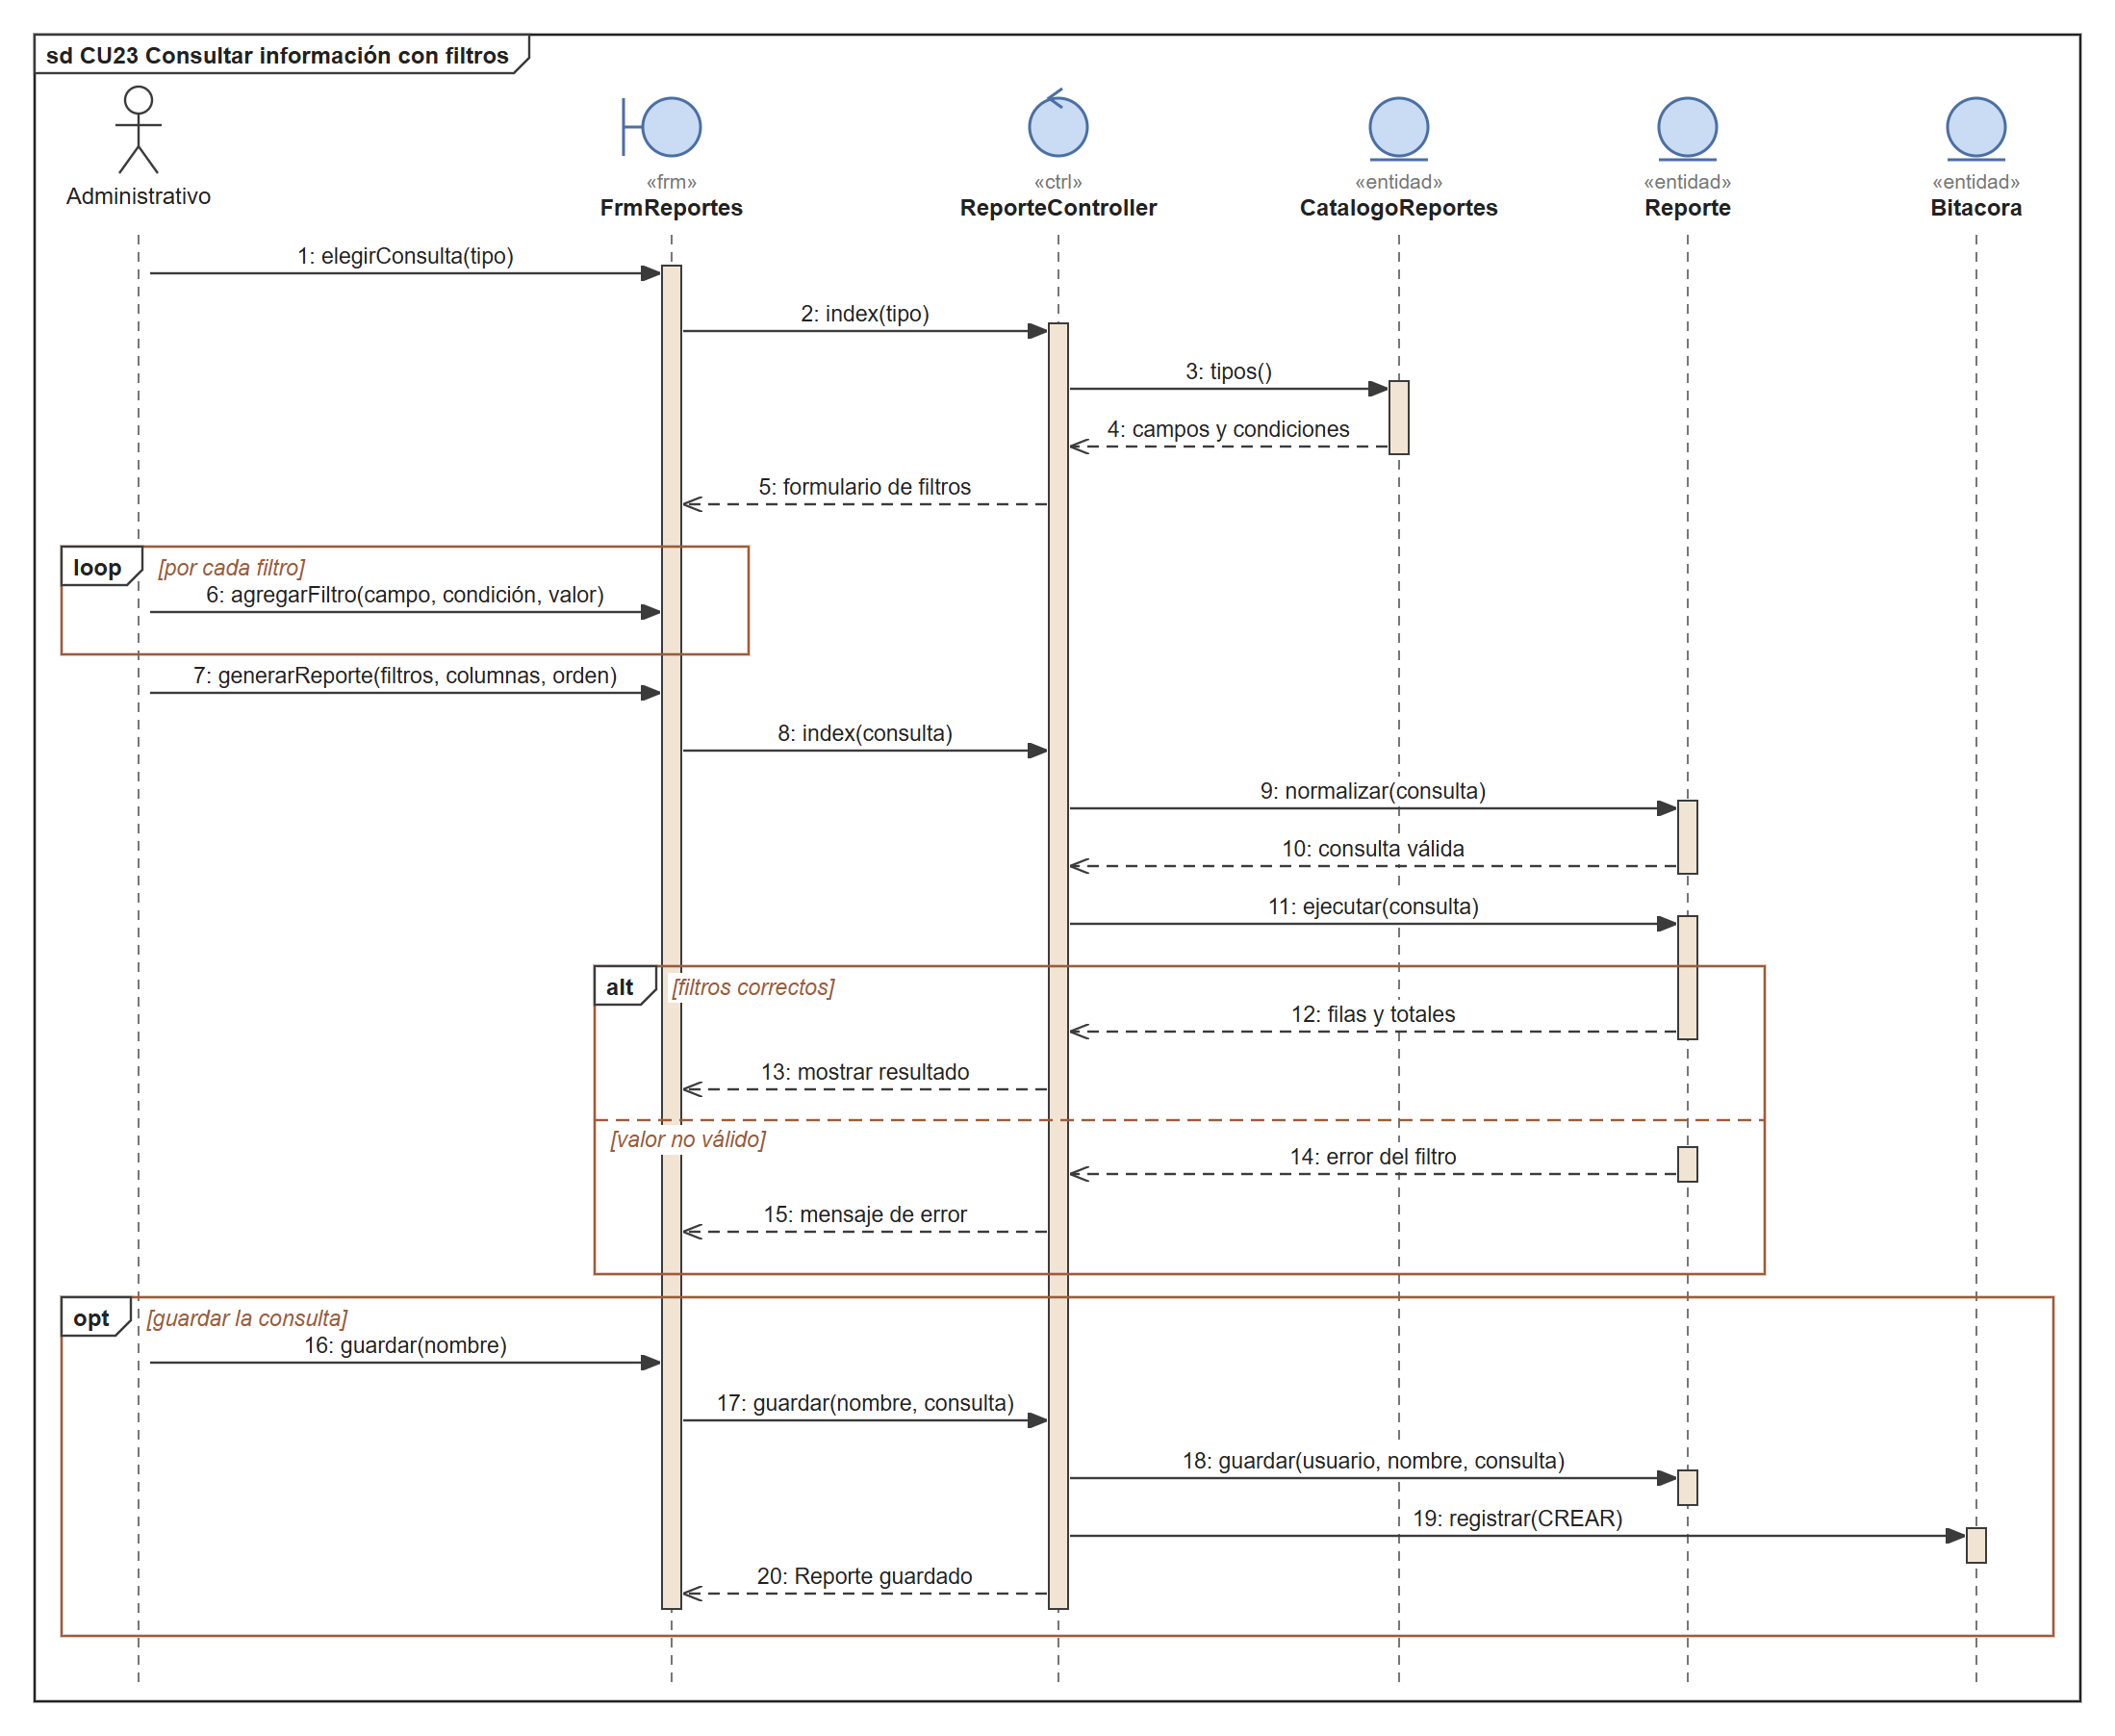 sd CU23 Consultar información con filtros
Administrativo
«frm»
FrmReportes
«ctrl»
ReporteController
«entidad»
CatalogoReportes
«entidad»
Reporte
«entidad»
Bitacora
1: elegirConsulta(tipo)
2: index(tipo)
3: tipos()
4: campos y condiciones
5: formulario de filtros
loop
[por cada filtro]
6: agregarFiltro(campo, condición, valor)
7: generarReporte(filtros, columnas, orden)
8: index(consulta)
9: normalizar(consulta)
10: consulta válida
11: ejecutar(consulta)
alt
[filtros correctos]
12: filas y totales
13: mostrar resultado
[valor no válido]
14: error del filtro
15: mensaje de error
opt
[guardar la consulta]
16: guardar(nombre)
17: guardar(nombre, consulta)
18: guardar(usuario, nombre, consulta)
19: registrar(CREAR)
20: Reporte guardado